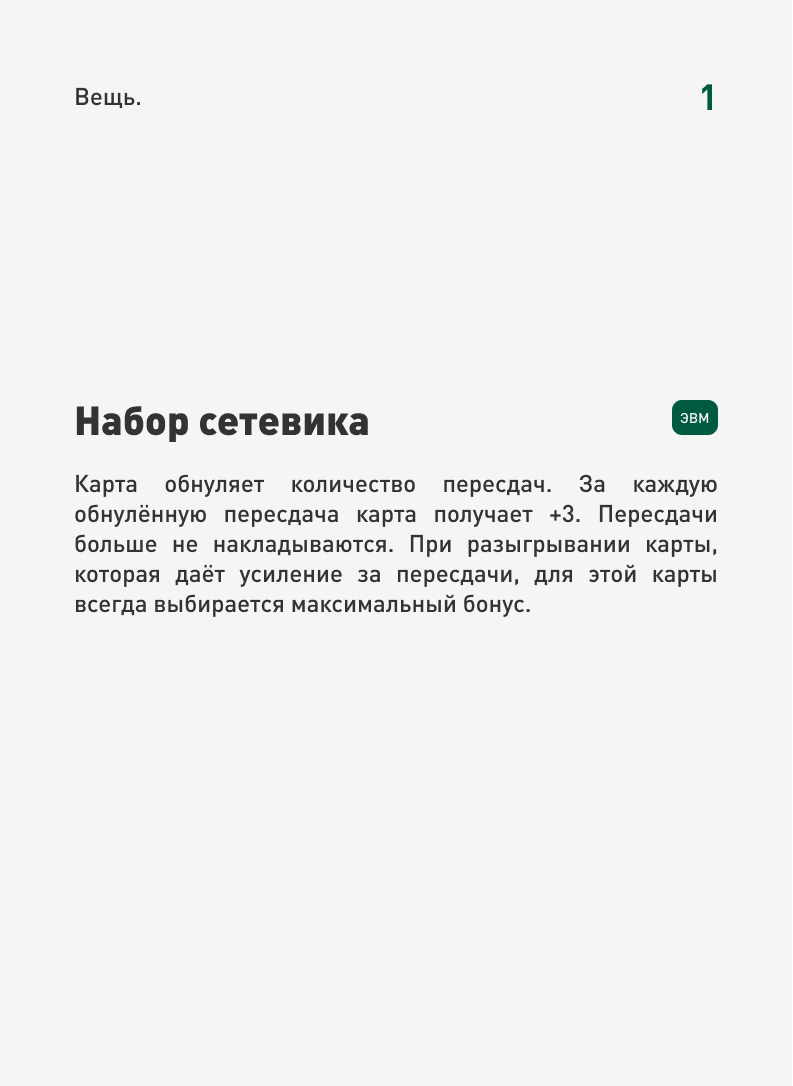 Вещь.
1
Набор сетевика
ЭВМ
Карта обнуляет количество пересдач. За каждую
обнулённую пересдача карта получает +3. Пересдачи
больше не накладываются. При разыгрывании карты,
которая даёт усиление за пересдачи, для этой карты
всегда выбирается максимальный бонус.